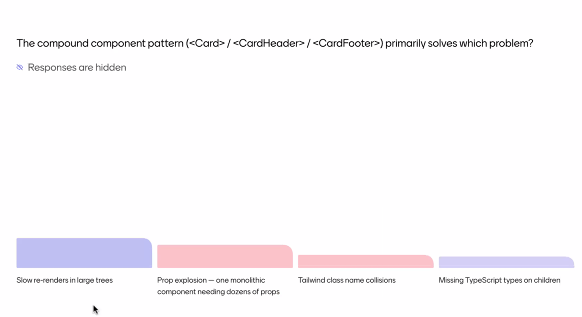 The compound component pattern (<Card> / <CardHeader> / <CardFooter>) primarily solves which problem?
Responses are hidden
Slow re-renders in large trees
Prop explosion — one monolithic
component needing dozens of props
Tailwind class name collisions
Missing TypeScript types on children